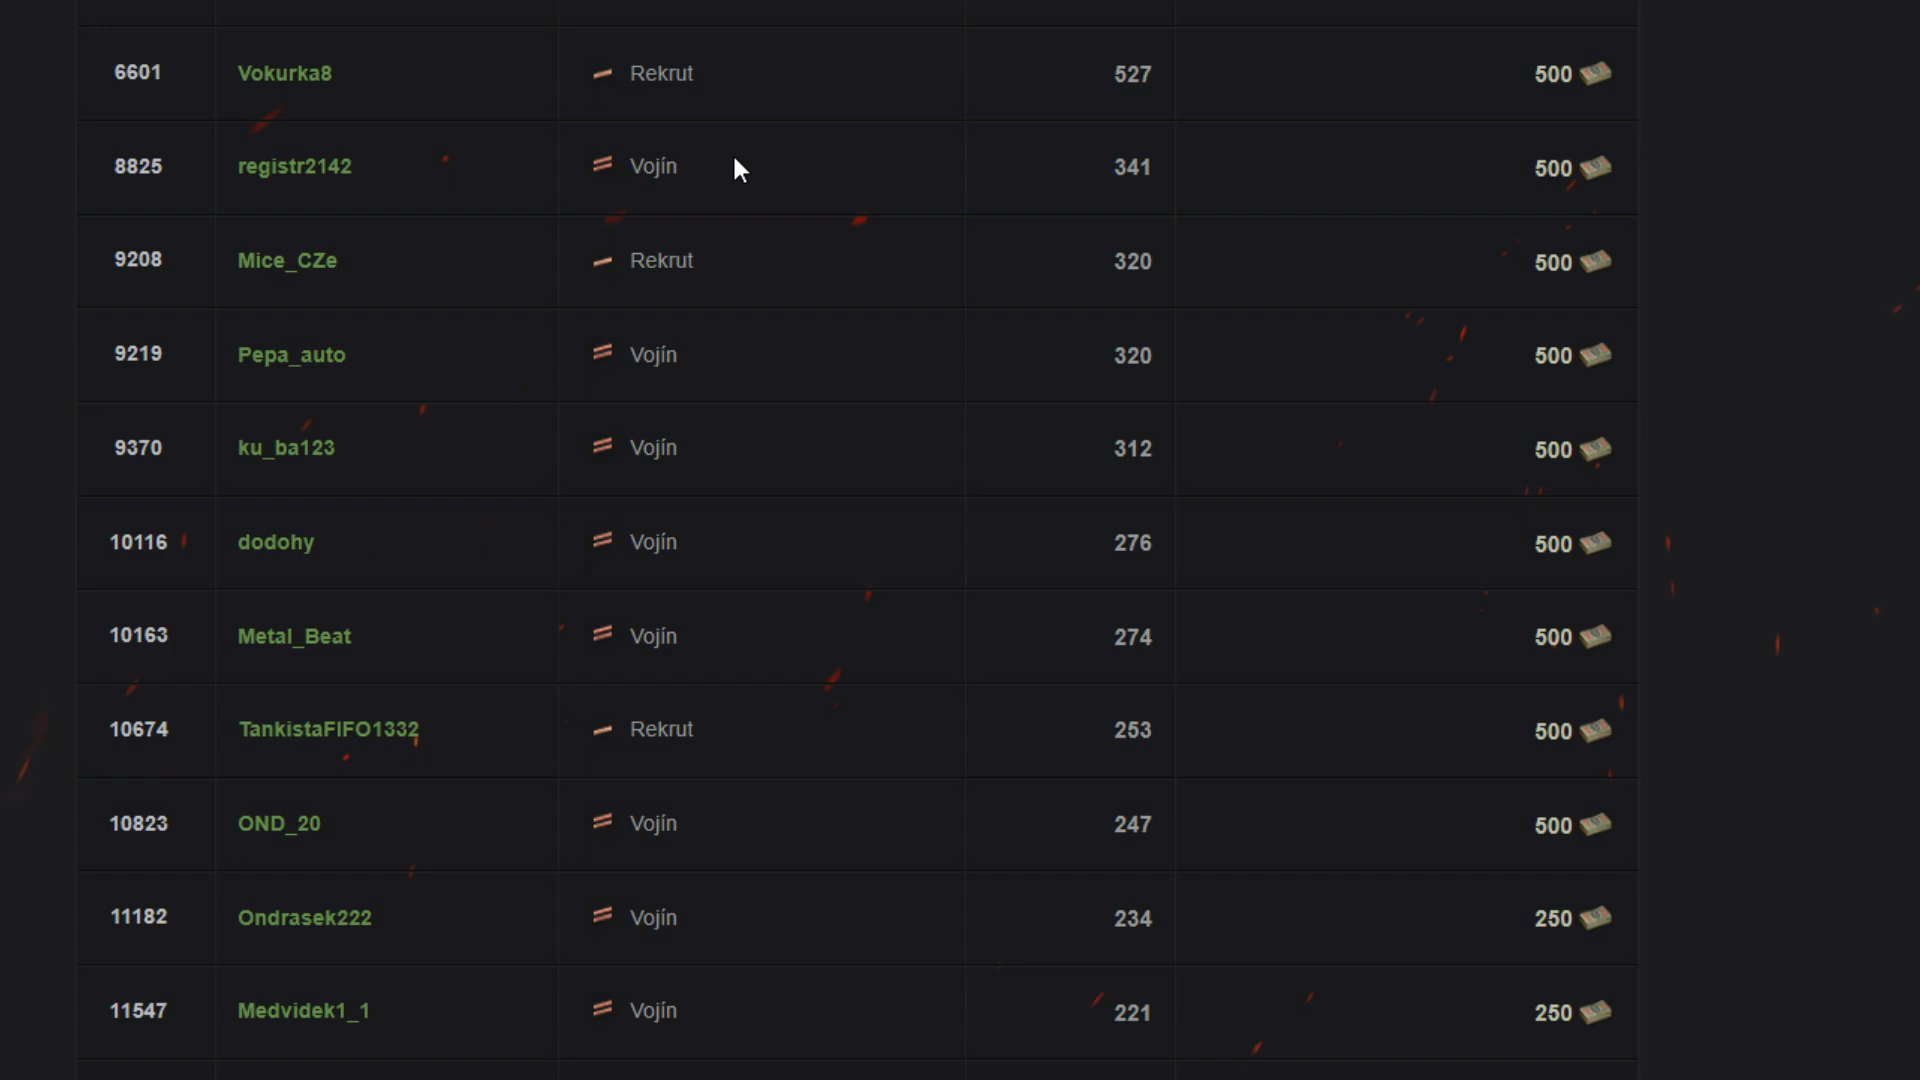 6601 Vokurka8 Rekrut 527 500
8825 registr2142 Vojín 341 500
9208 Mice_CZe Rekrut 320 500
9219 Pepa_auto Vojín 320 500
9370 ku_ba123 Vojín 312 500
10116 dodohy Vojín 276 500
10163 Metal_Beat Vojín 274 500
10674 TankistaFIFO1332 Rekrut 253 500
10823 OND_20 Vojín 247 500
11182 Ondrasek222 Vojín 234 250
11547 Medvidek1_1 Vojín 221 250